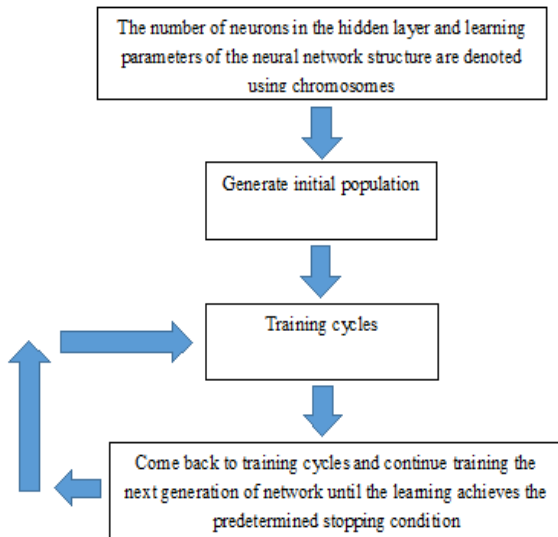 The number of neurons in the hidden layer and learning
parameters of the neural network structure are denoted
using chromosomes
Generate initial population
Training cycles
Come back to training cycles and continue training the
next generation of network until the learning achieves the
predetermined stopping condition